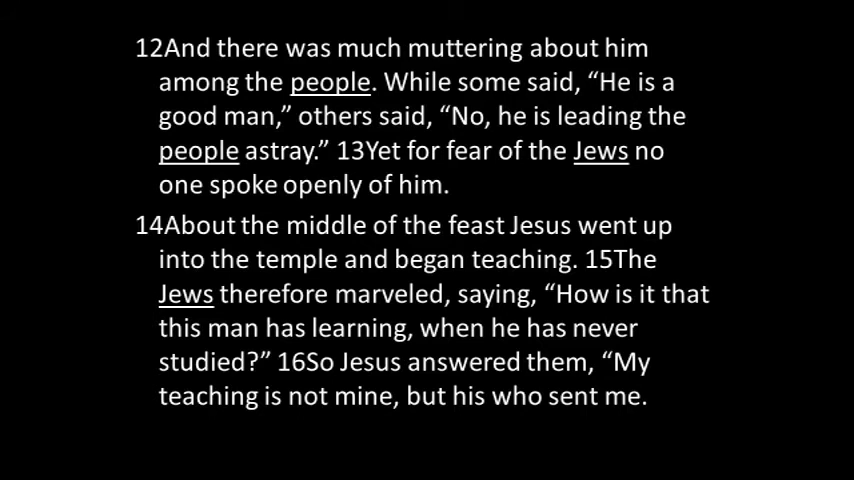 12And there was much muttering about him
among the people. While some said, “He is a
good man,” others said, “No, he is leading the
people astray.” 13Yet for fear of the Jews no
one spoke openly of him.
14About the middle of the feast Jesus went up
into the temple and began teaching. 15The
Jews therefore marveled, saying, “How is it that
this man has learning, when he has never
studied?” 16So Jesus answered them, “My
teaching is not mine, but his who sent me.